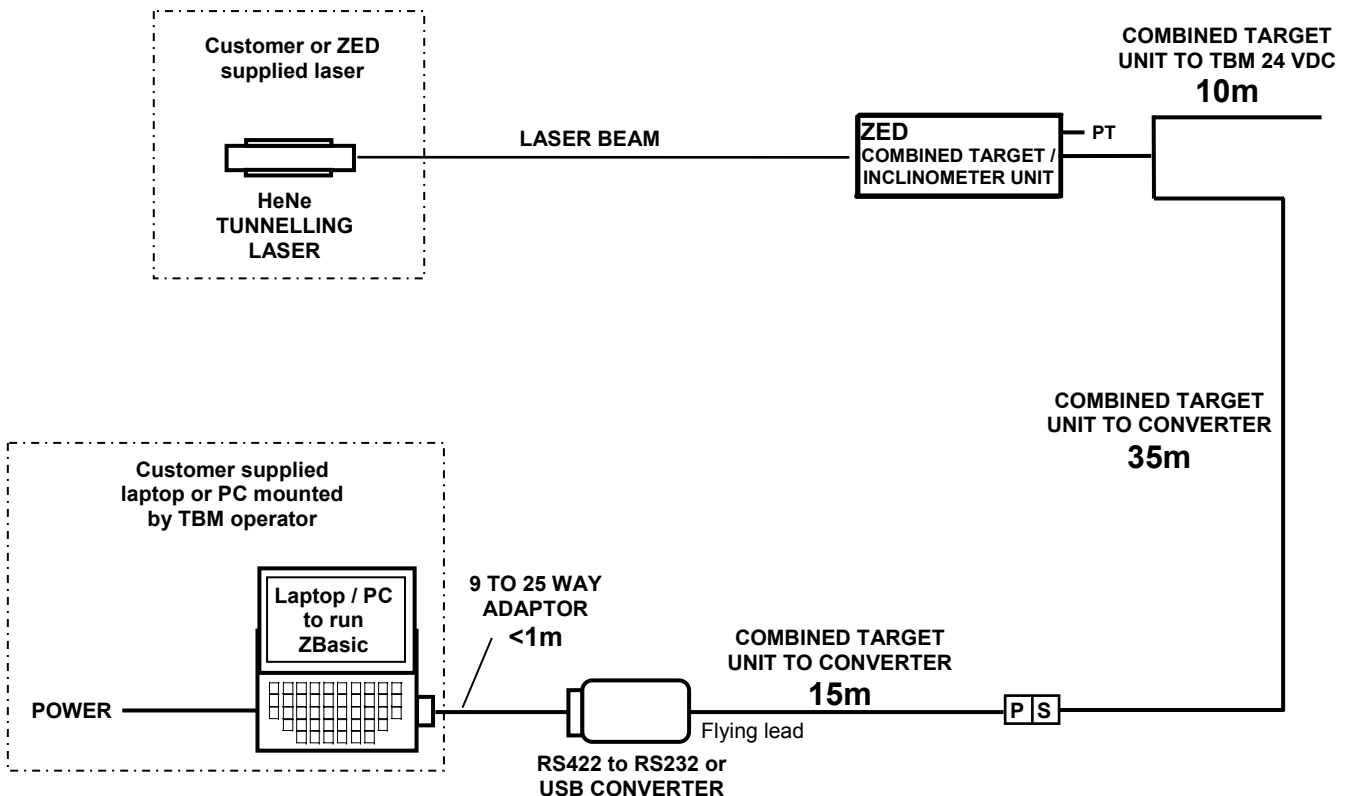 Customer or ZED
supplied laser
HeNe
TUNNELLING
LASER
LASER BEAM
ZED
COMBINED TARGET /
INCLINOMETER UNIT
PT
COMBINED TARGET
UNIT TO TBM 24 VDC
10m
COMBINED TARGET
UNIT TO CONVERTER
35m
Customer supplied
laptop or PC mounted
by TBM operator
Laptop / PC
to run
ZBasic
POWER
9 TO 25 WAY
ADAPTOR
<1m
RS422 to RS232 or
USB CONVERTER
COMBINED TARGET
UNIT TO CONVERTER
15m
Flying lead
P S